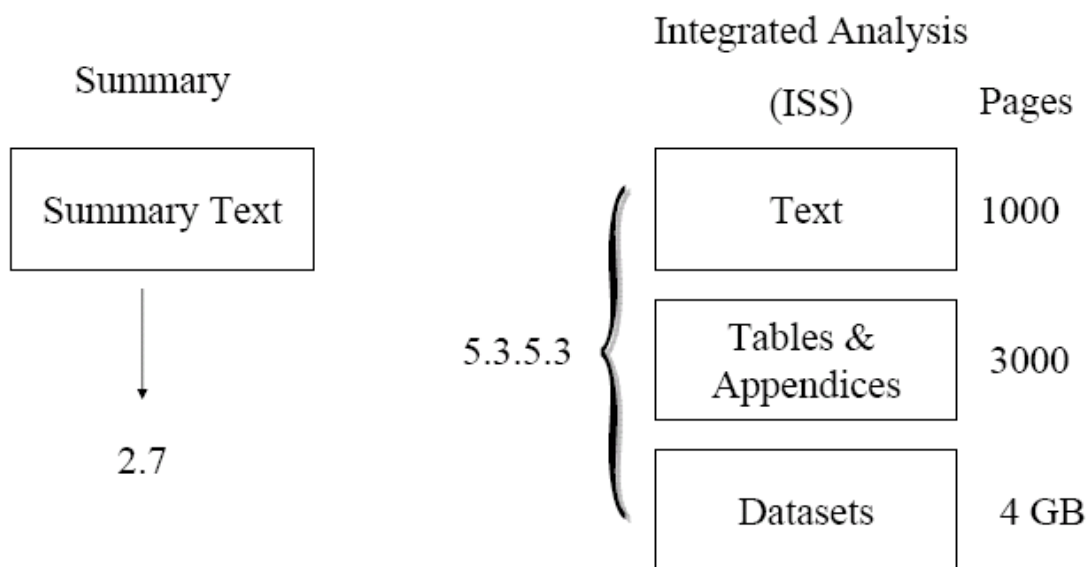 Summary
Summary Text
2.7
Integrated Analysis
(ISS)
Pages
5.3.5.3
Text
1000
Tables &
Appendices
3000
Datasets
4 GB